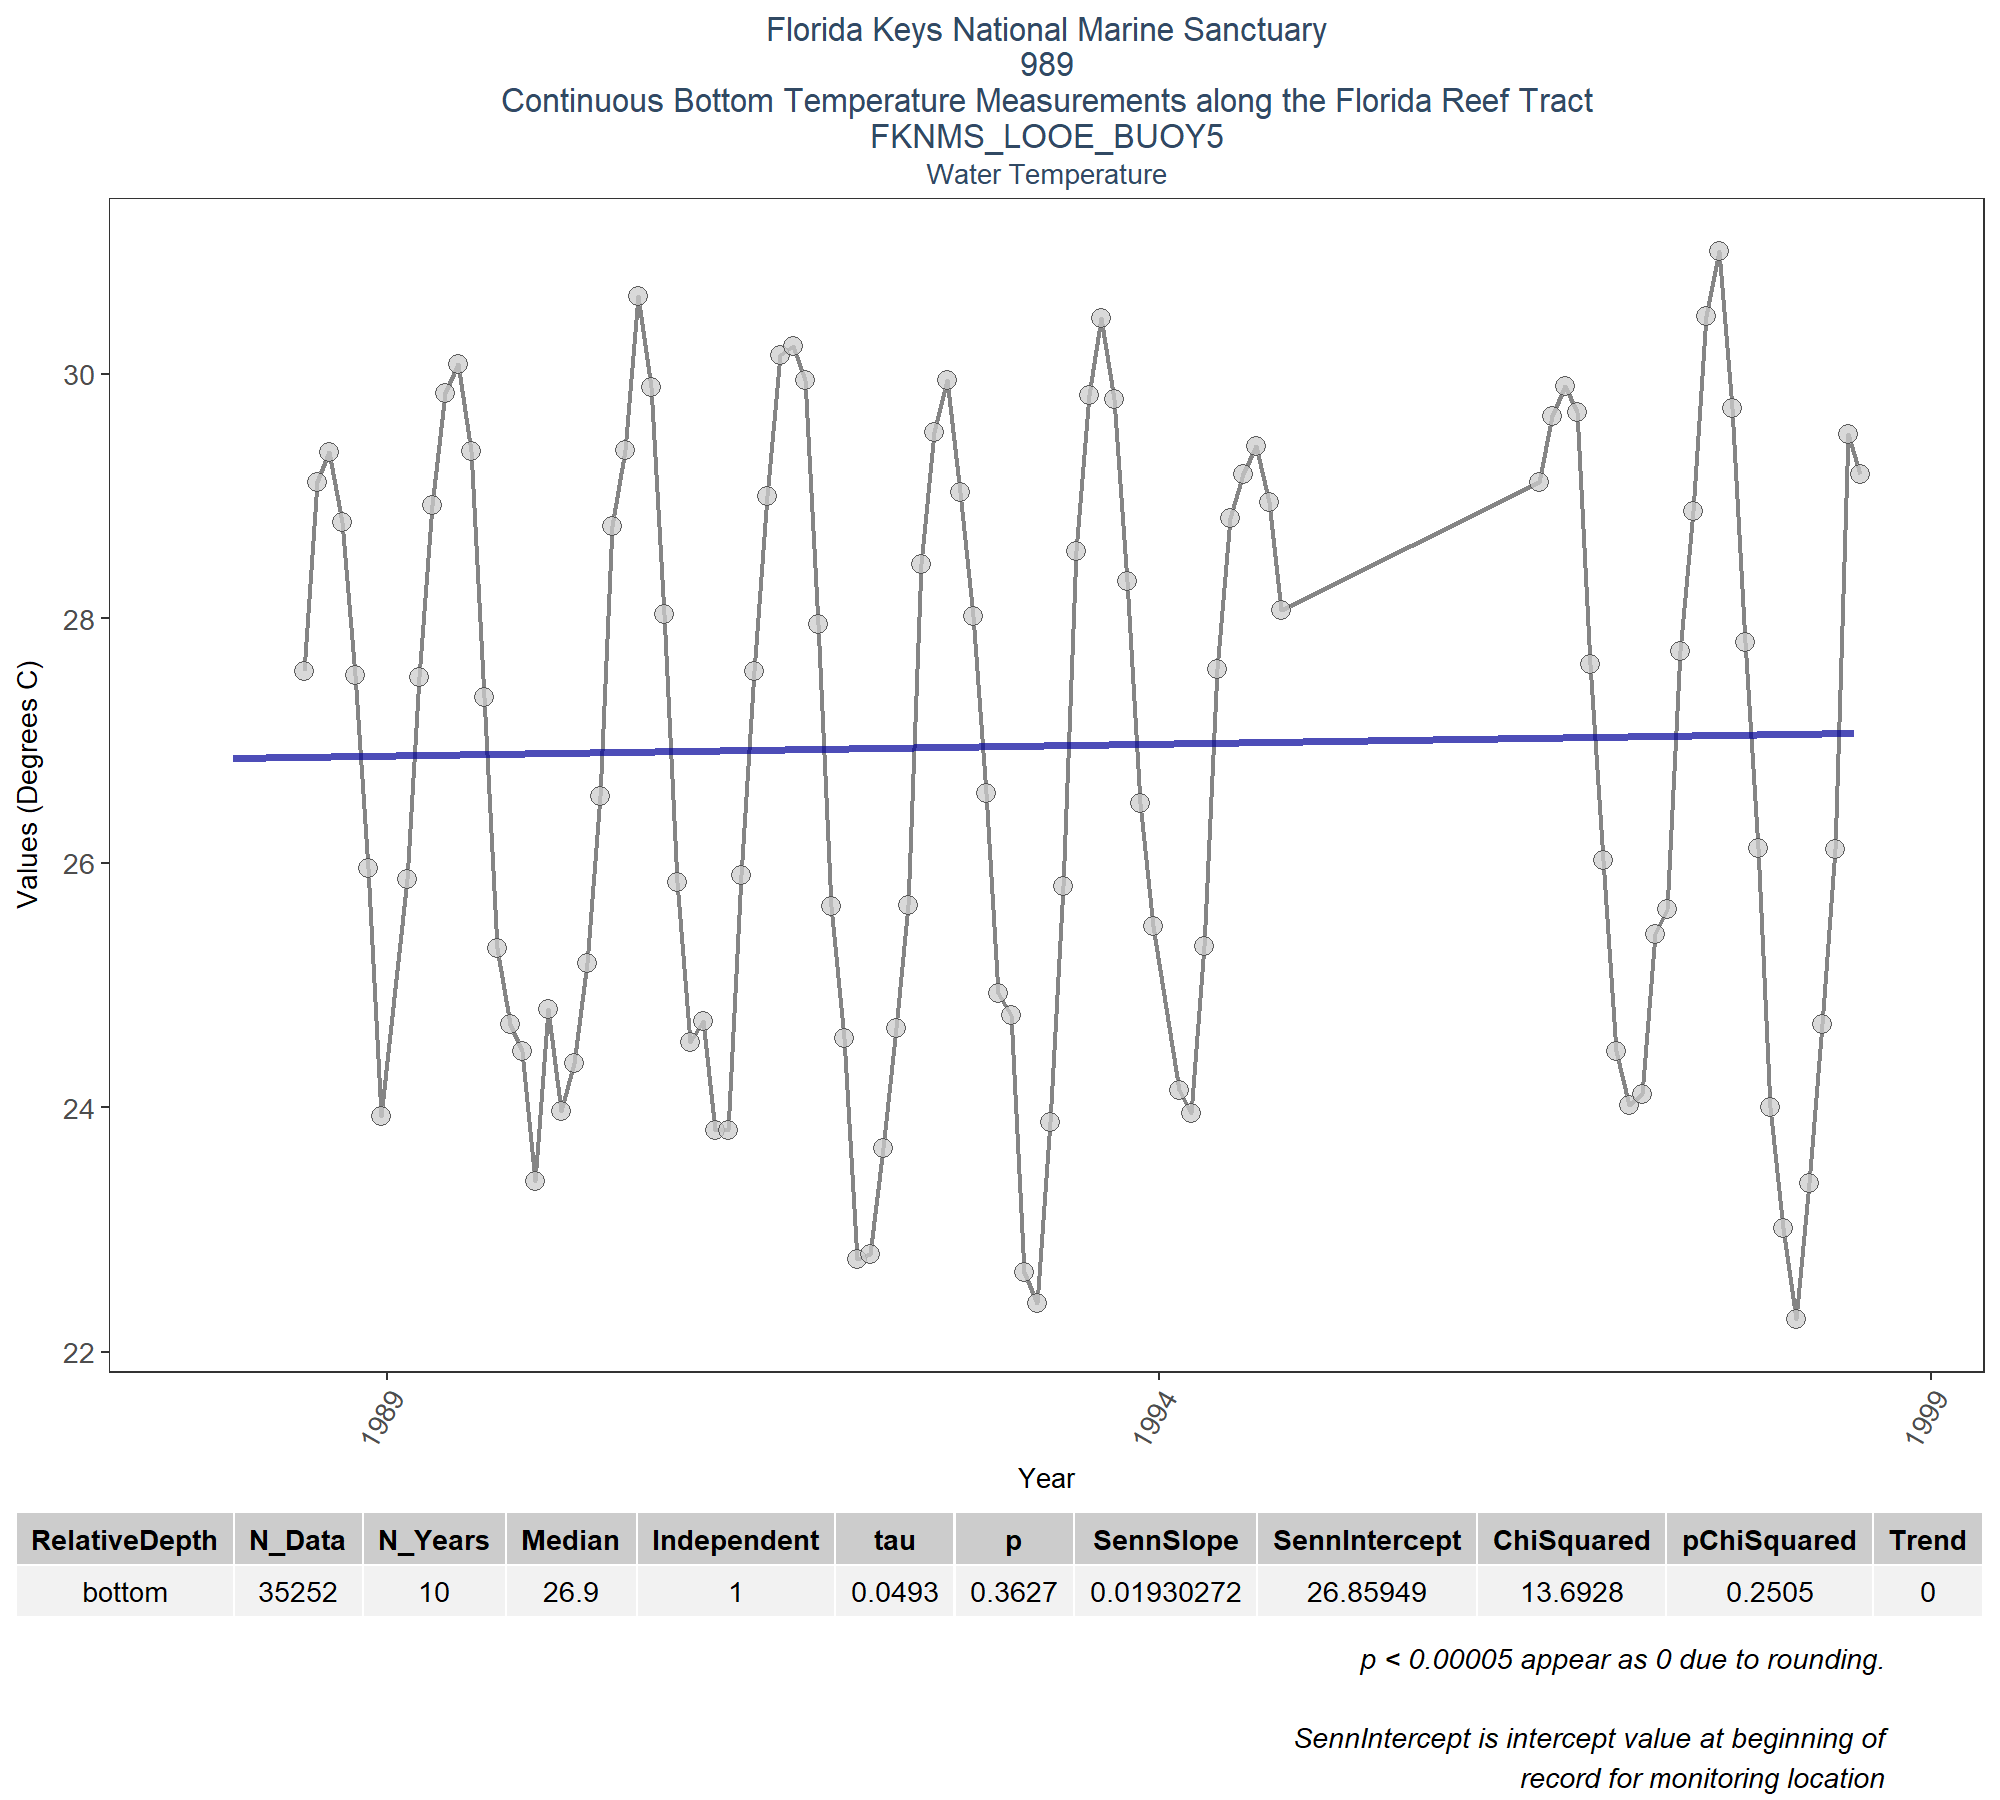 Florida Keys National Marine Sanctuary
989
Continuous Bottom Temperature Measurements along the Florida Reef Tract
FKNMS_LOOE_BUOY5
Water Temperature
Values (Degrees C)
30
28
26
24
22
1989 1994 1999
Year
RelativeDepth N_Data N_Years Median Independent tau p SennSlope SennIntercept ChiSquared pChiSquared Trend
bottom 35252 10 26.9 1 0.0493 0.3627 0.01930272 26.85949 13.6928 0.2505 0
p < 0.00005 appear as 0 due to rounding.
SennIntercept is intercept value at beginning of
record for monitoring location